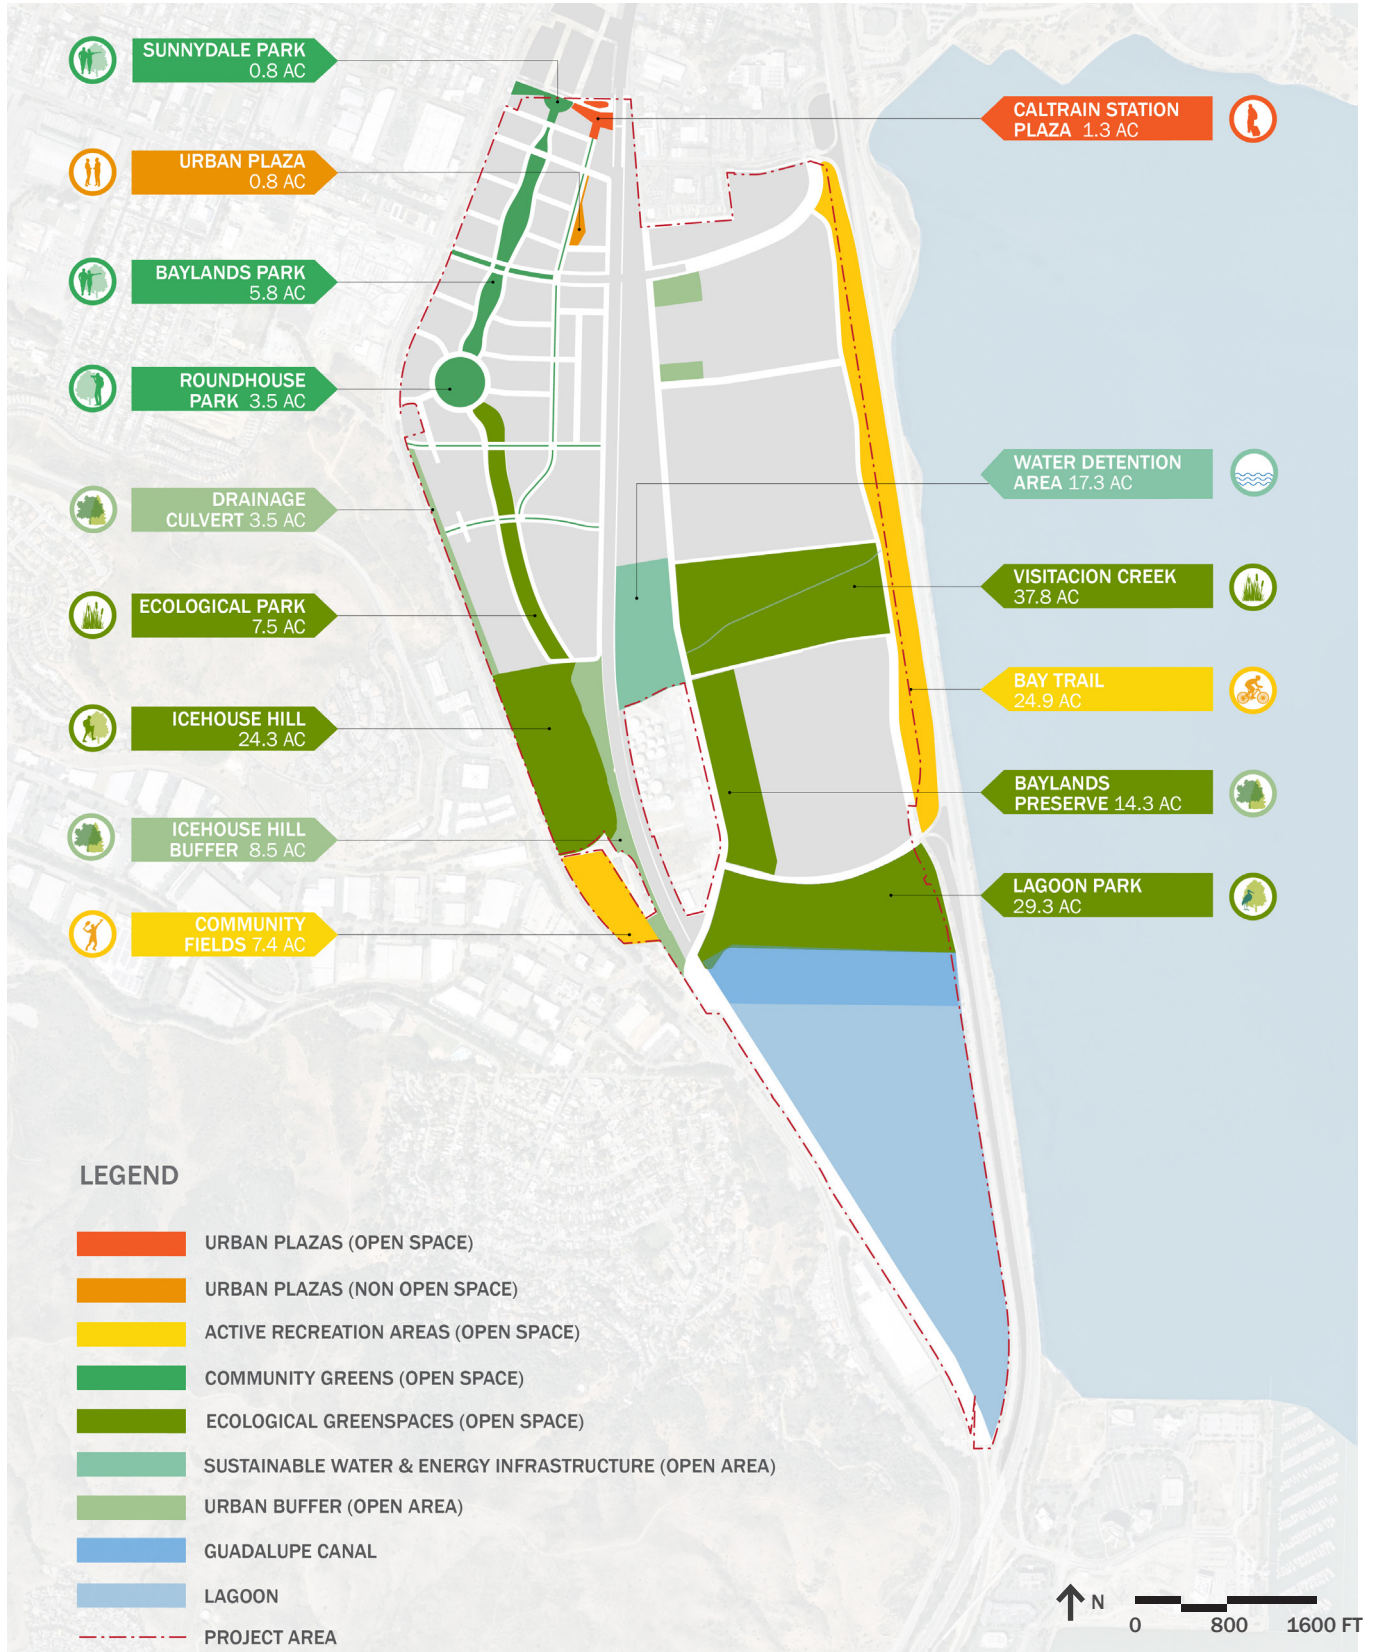 SUNNYDALE PARK
0.8 AC
URBAN PLAZA
0.8 AC
BAYLANDS PARK
5.8 AC
ROUNDHOUSE
PARK 3.5 AC
DRAINAGE
CULVERT 3.5 AC
ECOLOGICAL PARK
7.5 AC
ICEHOUSE HILL
24.3 AC
ICEHOUSE HILL
BUFFER 8.5 AC
COMMUNITY
FIELDS 7.4 AC
CALTRAIN STATION
PLAZA 1.3 AC
WATER DETENTION
AREA 17.3 AC
VISITACION CREEK
37.8 AC
BAY TRAIL
24.9 AC
BAYLANDS
PRESERVE 14.3 AC
LAGOON PARK
29.3 AC
LEGEND
URBAN PLAZAS (OPEN SPACE)
URBAN PLAZAS (NON OPEN SPACE)
ACTIVE RECREATION AREAS (OPEN SPACE)
COMMUNITY GREENS (OPEN SPACE)
ECOLOGICAL GREENSPACES (OPEN SPACE)
SUSTAINABLE WATER & ENERGY INFRASTRUCTURE (OPEN AREA)
URBAN BUFFER (OPEN AREA)
GUADALUPE CANAL
LAGOON
PROJECT AREA
N
0 800 1600 FT